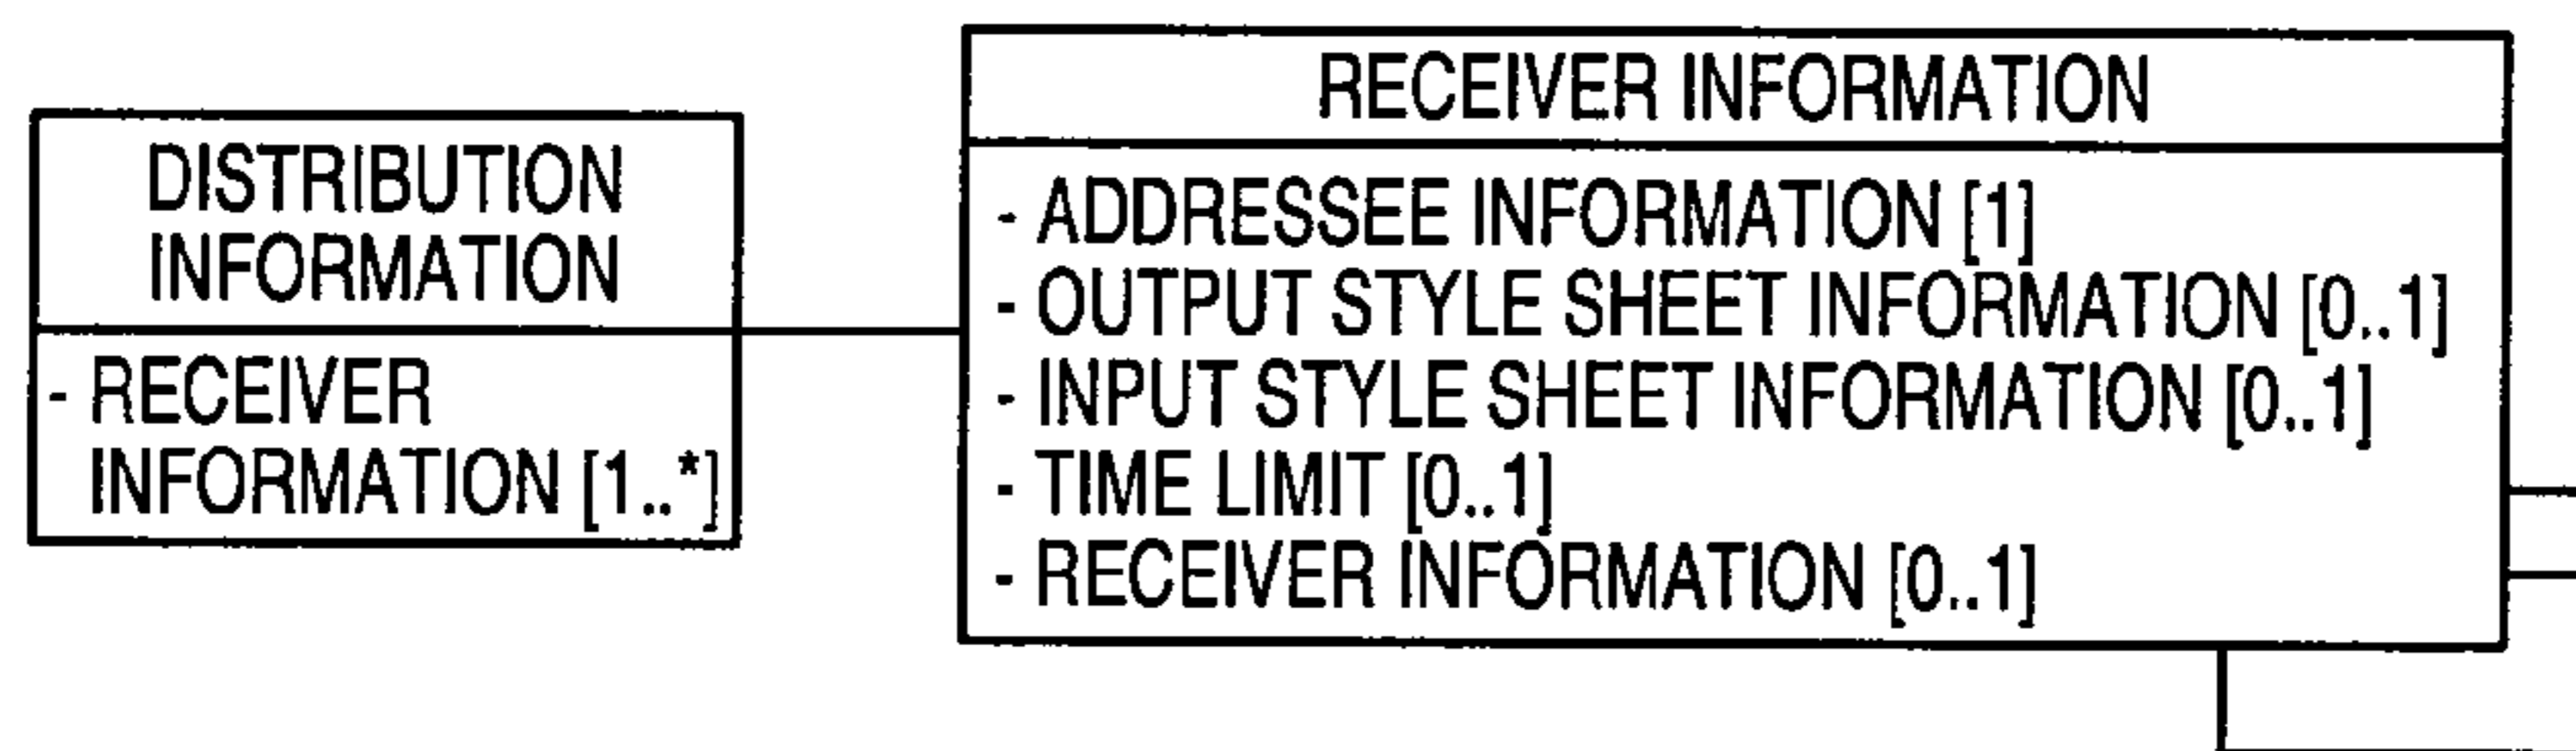 DISTRIBUTION
INFORMATION
- RECEIVER
INFORMATION [1..*]
RECEIVER INFORMATION
- ADDRESSEE INFORMATION [1]
- OUTPUT STYLE SHEET INFORMATION [0..1]
- INPUT STYLE SHEET INFORMATION [0..1]
- TIME LIMIT [0..1]
- RECEIVER INFORMATION [0..1]